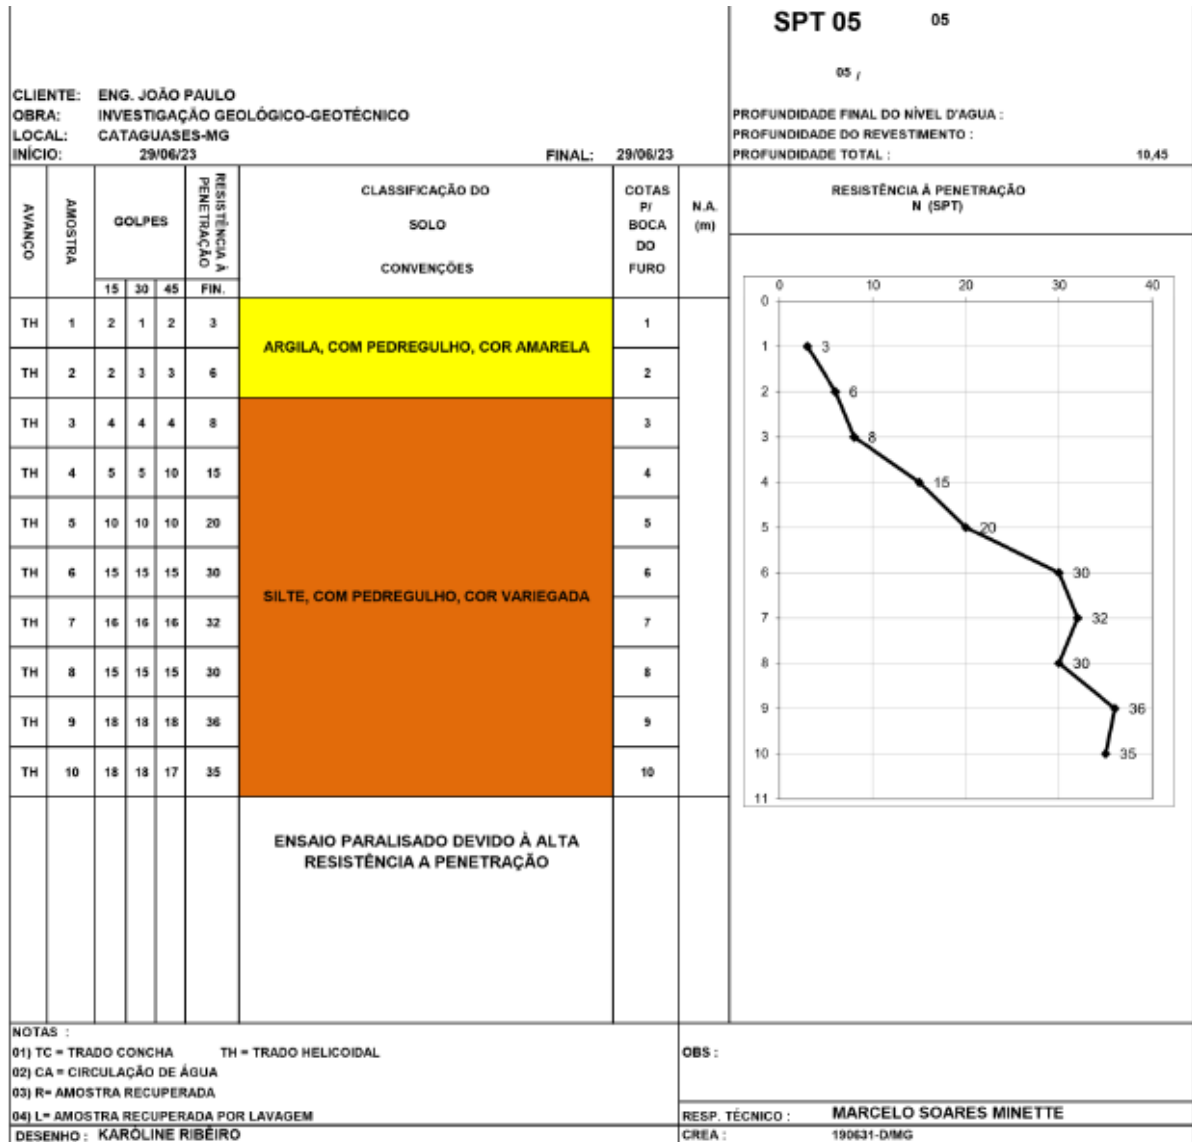 SPT 05 05
05 /
CLIENTE: ENG. JOÃO PAULO
OBRA: INVESTIGAÇÃO GEOLÓGICO-GEOTÉCNICO
LOCAL: CATAGUASES-MG
INÍCIO: 29/06/23 FINAL: 29/06/23
PROFUNDIDADE FINAL DO NÍVEL D'AGUA :
PROFUNDIDADE DO REVESTIMENTO :
PROFUNDIDADE TOTAL : 10,45
AVANÇO
AMOSTRA
GOLPES
15 30 45
RESISTÊNCIA À
PENETRAÇÃO
FIN.
CLASSIFICAÇÃO DO
SOLO
CONVENÇÕES
COTAS
P/
BOCA
DO
FURO
N.A.
(m)
RESISTÊNCIA À PENETRAÇÃO
N (SPT)
TH 1 2 1 2 3 1
ARGILA, COM PEDREGULHO, COR AMARELA
TH 2 2 3 3 6 2
TH 3 4 4 4 8 3
TH 4 5 5 10 15 4
TH 5 10 10 10 20 5
TH 6 15 15 15 30 6
SILTE, COM PEDREGULHO, COR VARIEGADA
TH 7 16 16 16 32 7
TH 8 15 15 15 30 8
TH 9 18 18 18 36 9
TH 10 18 18 17 35 10
ENSAIO PARALISADO DEVIDO À ALTA
RESISTÊNCIA A PENETRAÇÃO
0 10 20 30 40
0
1 3
2 6
3 8
4 15
5 20
6 30
7 32
8 30
9 36
10 35
11
NOTAS :
01) TC = TRADO CONCHA TH = TRADO HELICOIDAL
02) CA = CIRCULAÇÃO DE ÁGUA
03) R= AMOSTRA RECUPERADA
04) L= AMOSTRA RECUPERADA POR LAVAGEM
DESENHO : KARÓLINE RIBÊIRO
OBS :
RESP. TÉCNICO : MARCELO SOARES MINETTE
CREA : 190631-D/MG